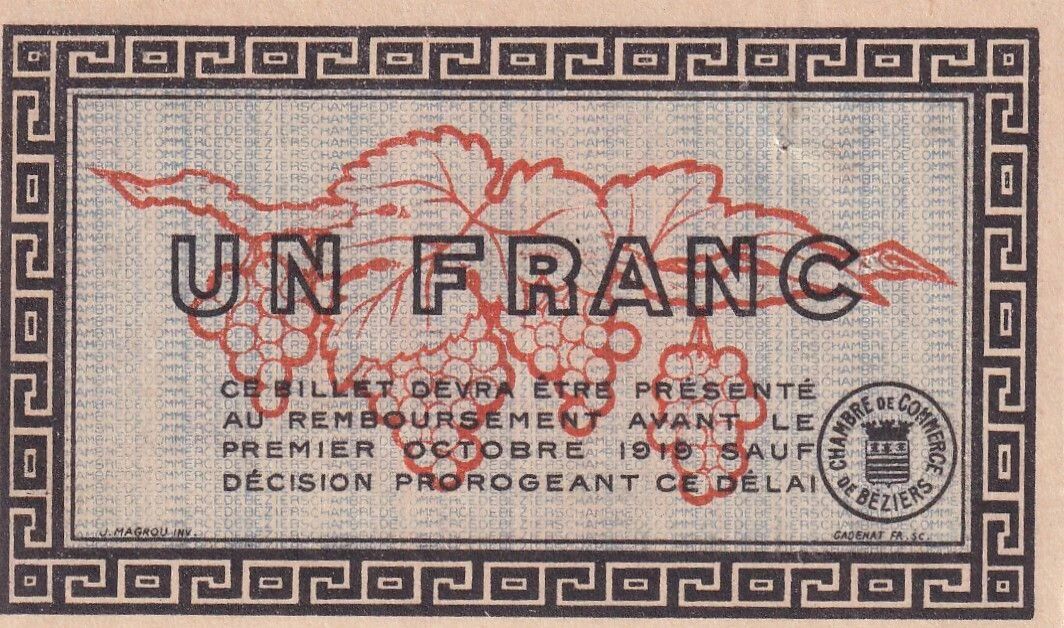 UN FRANC
CE BILLET DEVRA ÊTRE PRÉSENTÉ
AU REMBOURSEMENT AVANT LE
PREMIER OCTOBRE 1919 SAUF
DÉCISION PROROGEANT CE DELAI
CHAMBRE DE COMMERCE
DE BÉZIERS
J. MAGROU INV.
CADENAT FR. SC.